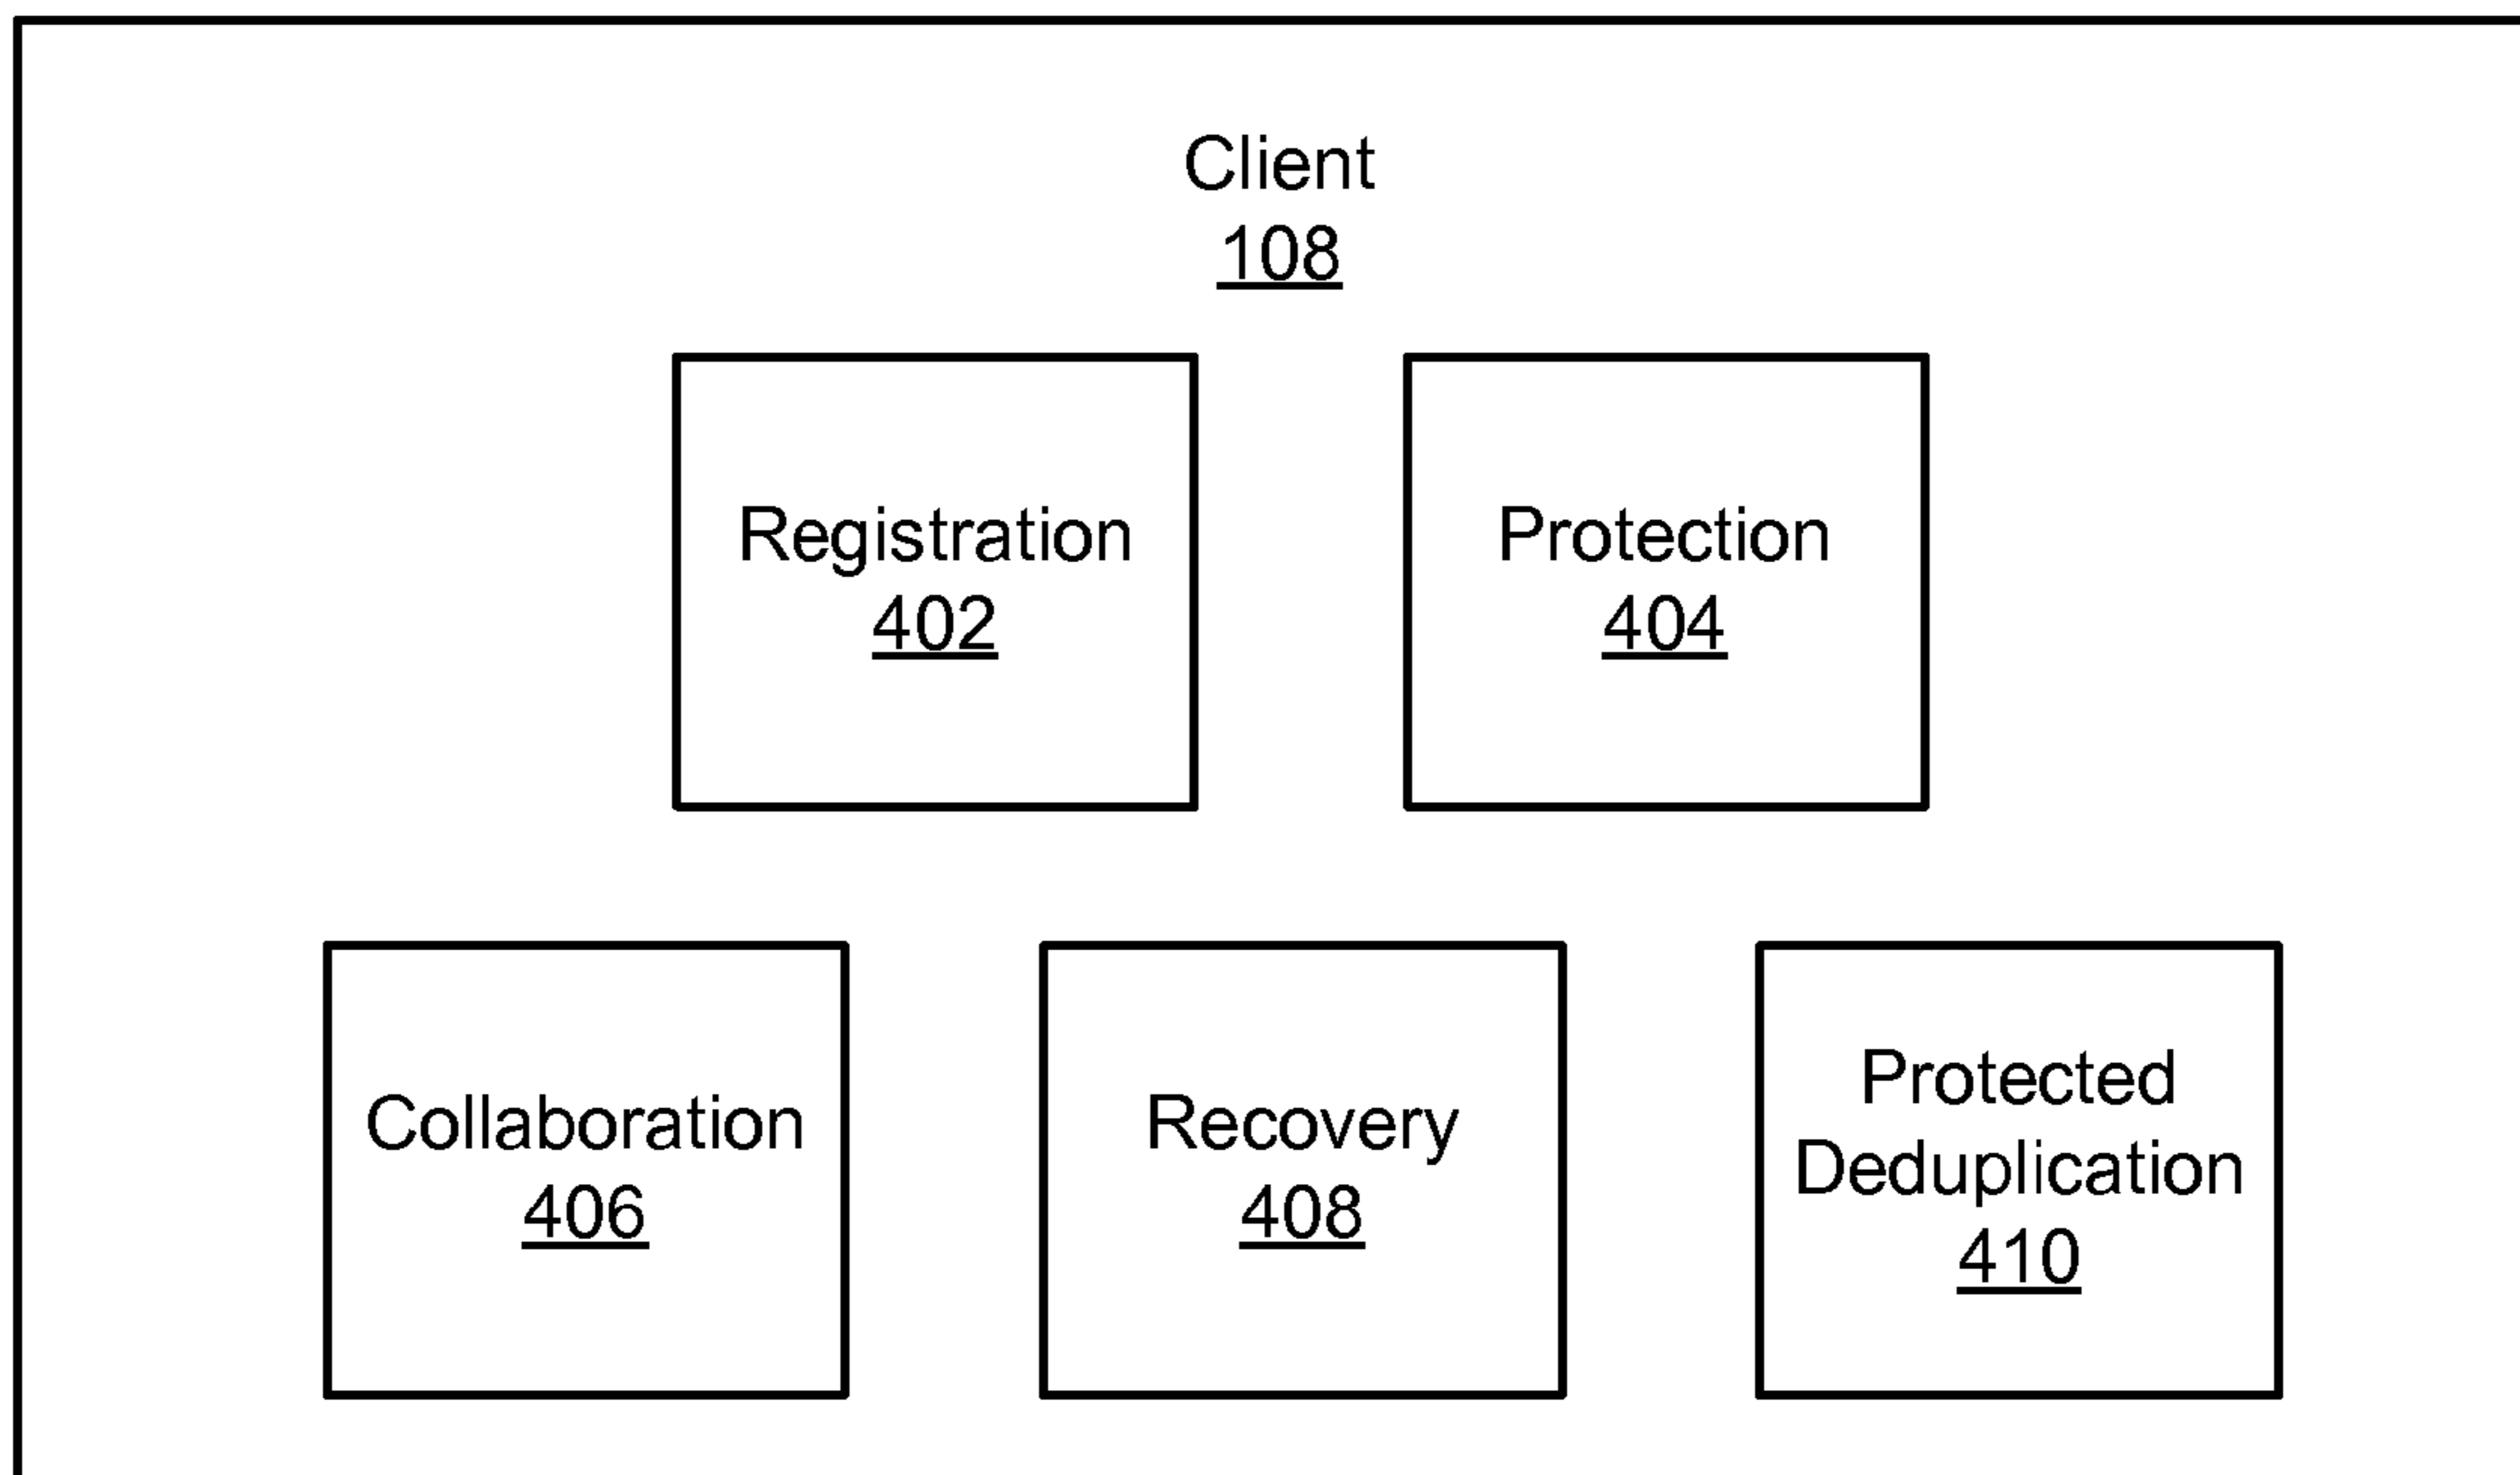 Client
108
Registration
402
Protection
404
Collaboration
406
Recovery
408
Protected
Deduplication
410